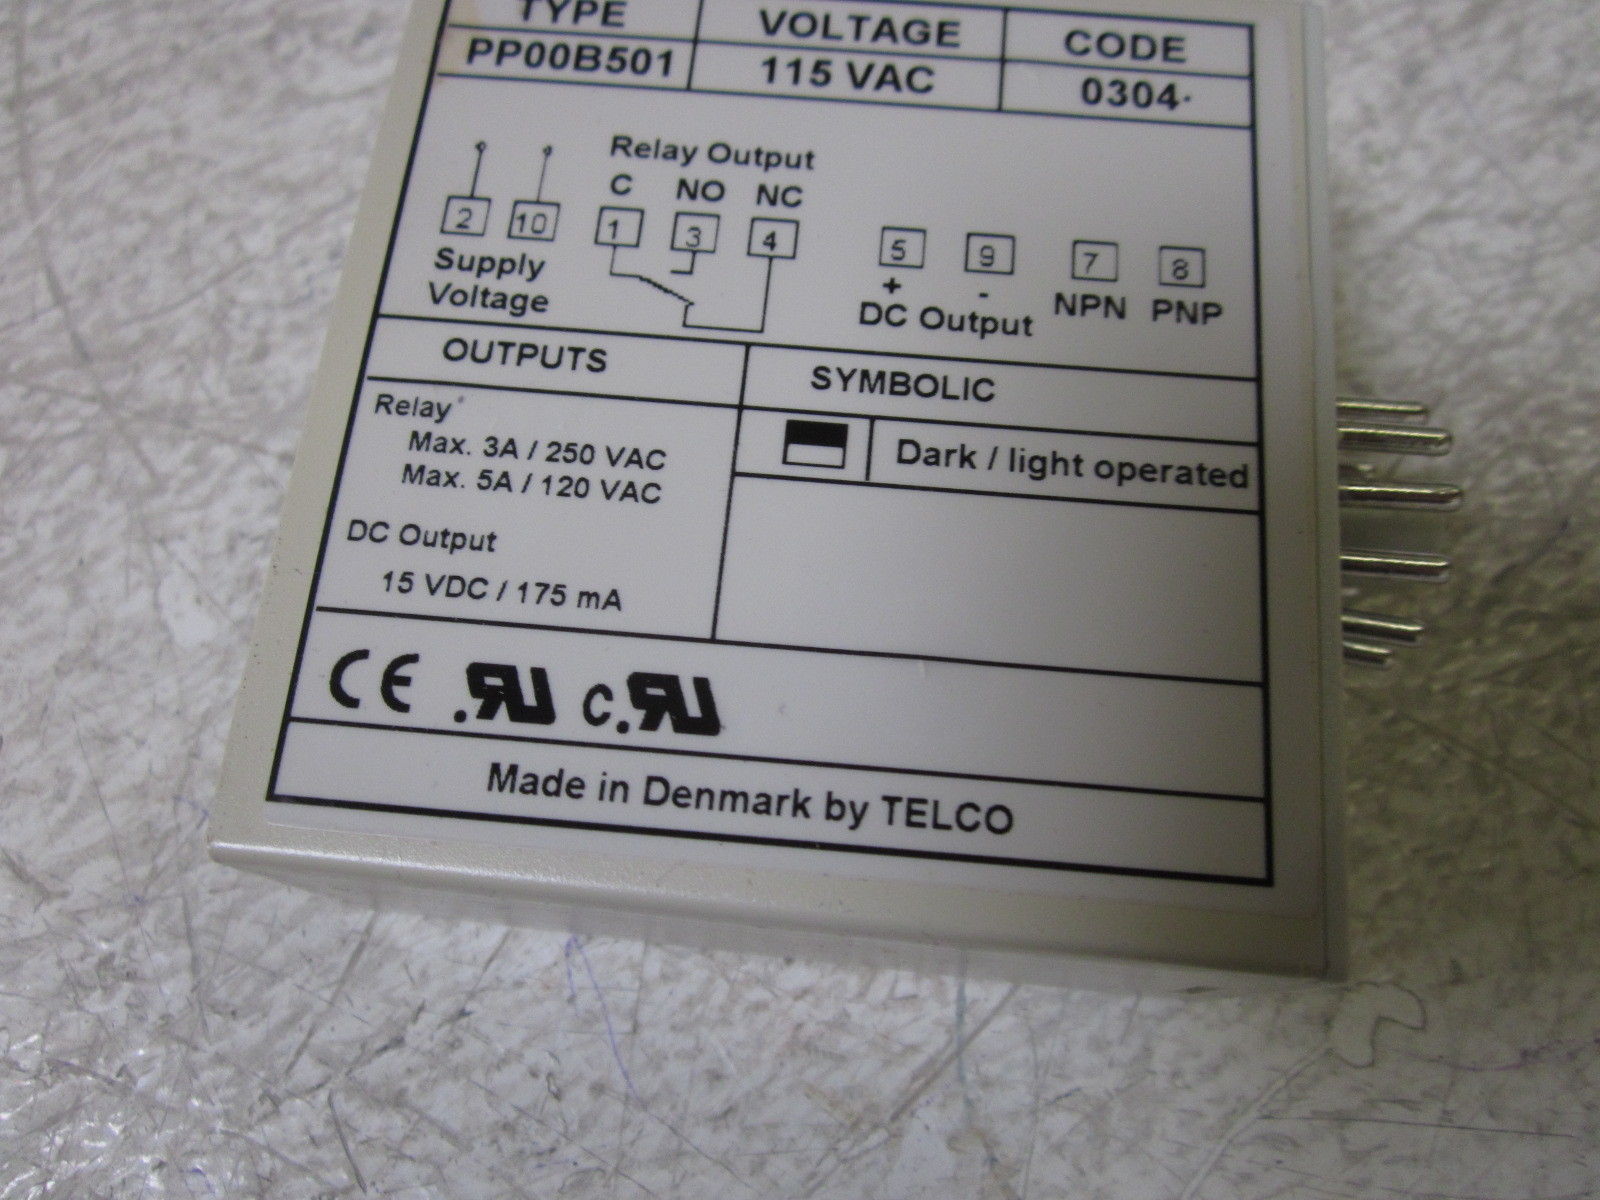 TYPE VOLTAGE CODE
PP00B501 115 VAC 0304
Relay Output
C NO NC
2 10 1 3 4 5 9 7 8
+ -
Supply Voltage
DC Output NPN PNP
OUTPUTS
SYMBOLIC
Relay
Max. 3A / 250 VAC
Max. 5A / 120 VAC
DC Output
15 VDC / 175 mA
Dark / light operated
CE RU c RU
Made in Denmark by TELCO